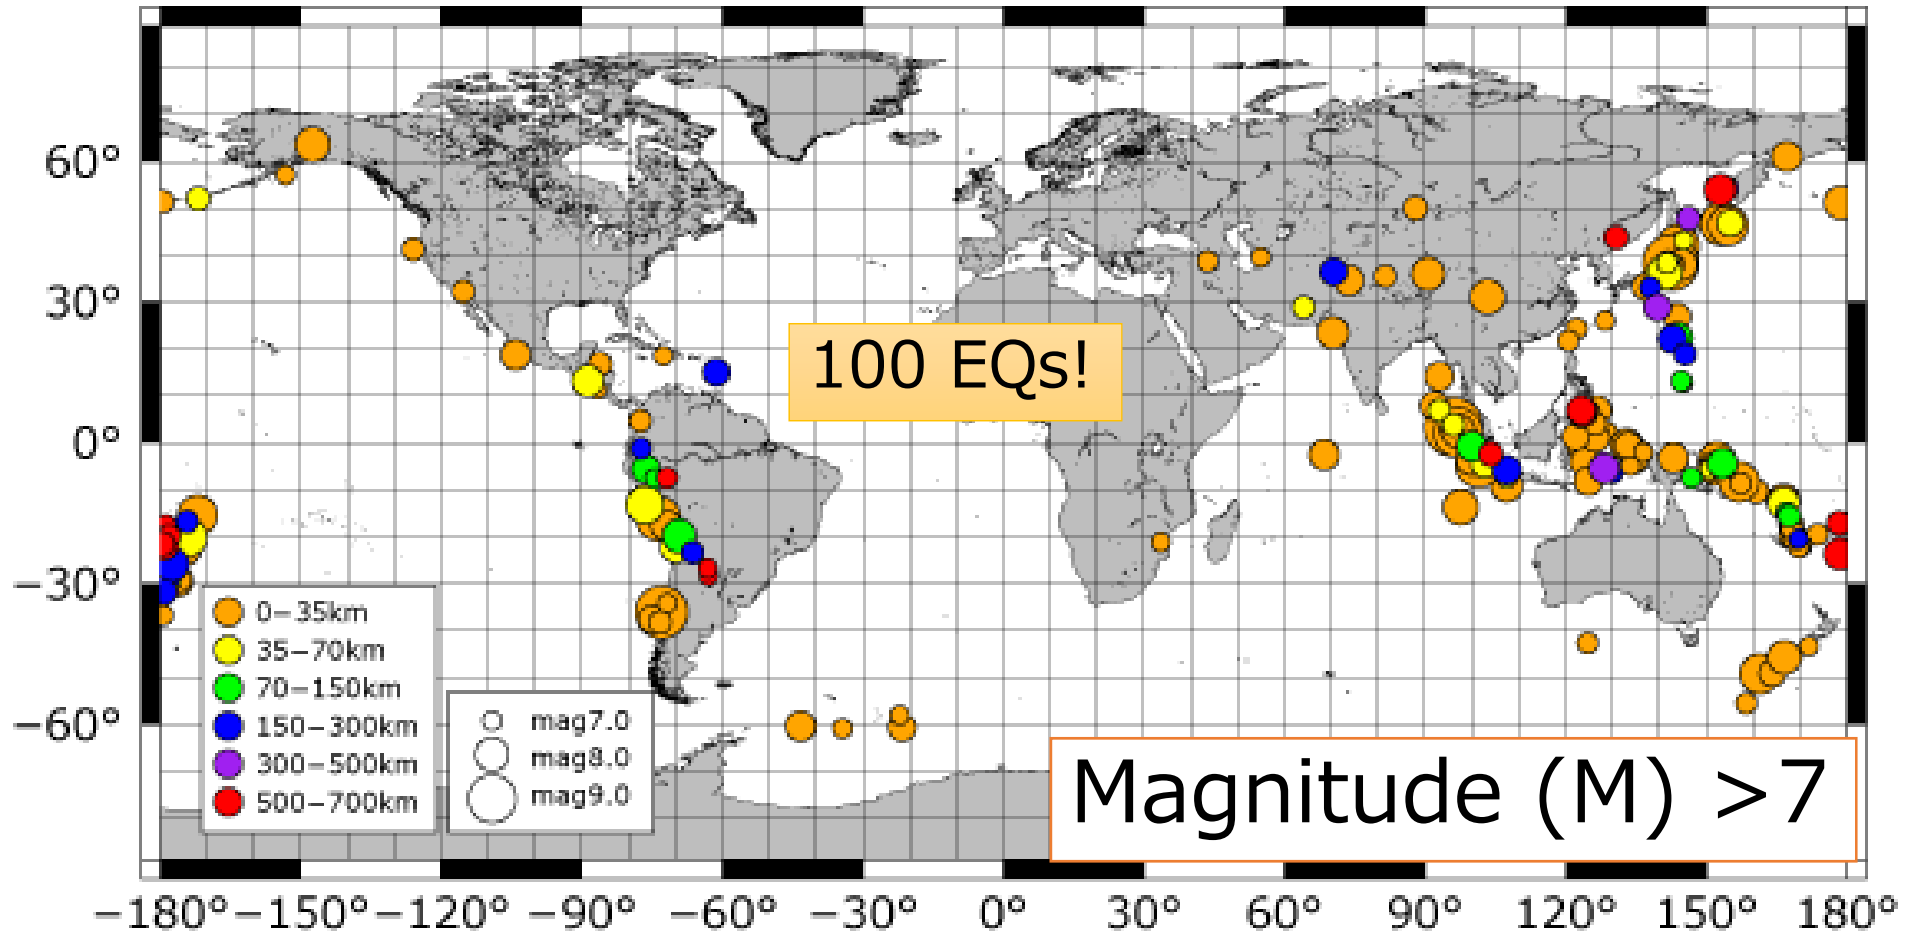 60°
30°
0°
−30°
−60°
100 EQs!
0−35km
35−70km
70−150km
150−300km
300−500km
500−700km
mag7.0
mag8.0
mag9.0
Magnitude (M) >7
−180° −150° −120° −90° −60° −30° 0° 30° 60° 90° 120° 150° 180°